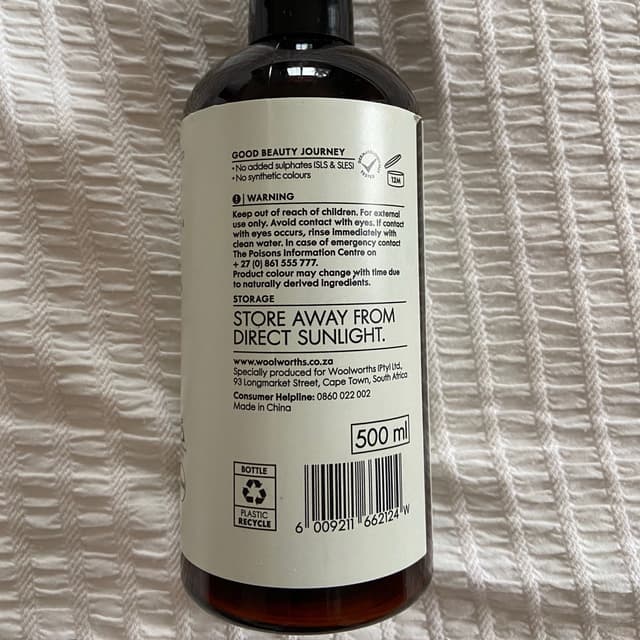 GOOD BEAUTY JOURNEY
• No added sulphates (SLS & SLES)
• No synthetic colours
TESTED
12M
WARNING
Keep out of reach of children. For external
use only. Avoid contact with eyes. If contact
with eyes occurs, rinse immediately with
clean water. In case of emergency contact
The Poisons Information Centre on
+ 27 (0) 861 555 777.
Product colour may change with time due
to naturally derived ingredients.
STORAGE
STORE AWAY FROM
DIRECT SUNLIGHT.
www.woolworths.co.za
Specially produced for Woolworths (Pty) Ltd.,
93 Longmarket Street, Cape Town, South Africa
Consumer Helpline: 0860 022 002
Made in China
500 ml
BOTTLE
PLASTIC
RECYCLE
6 009211 662124 W